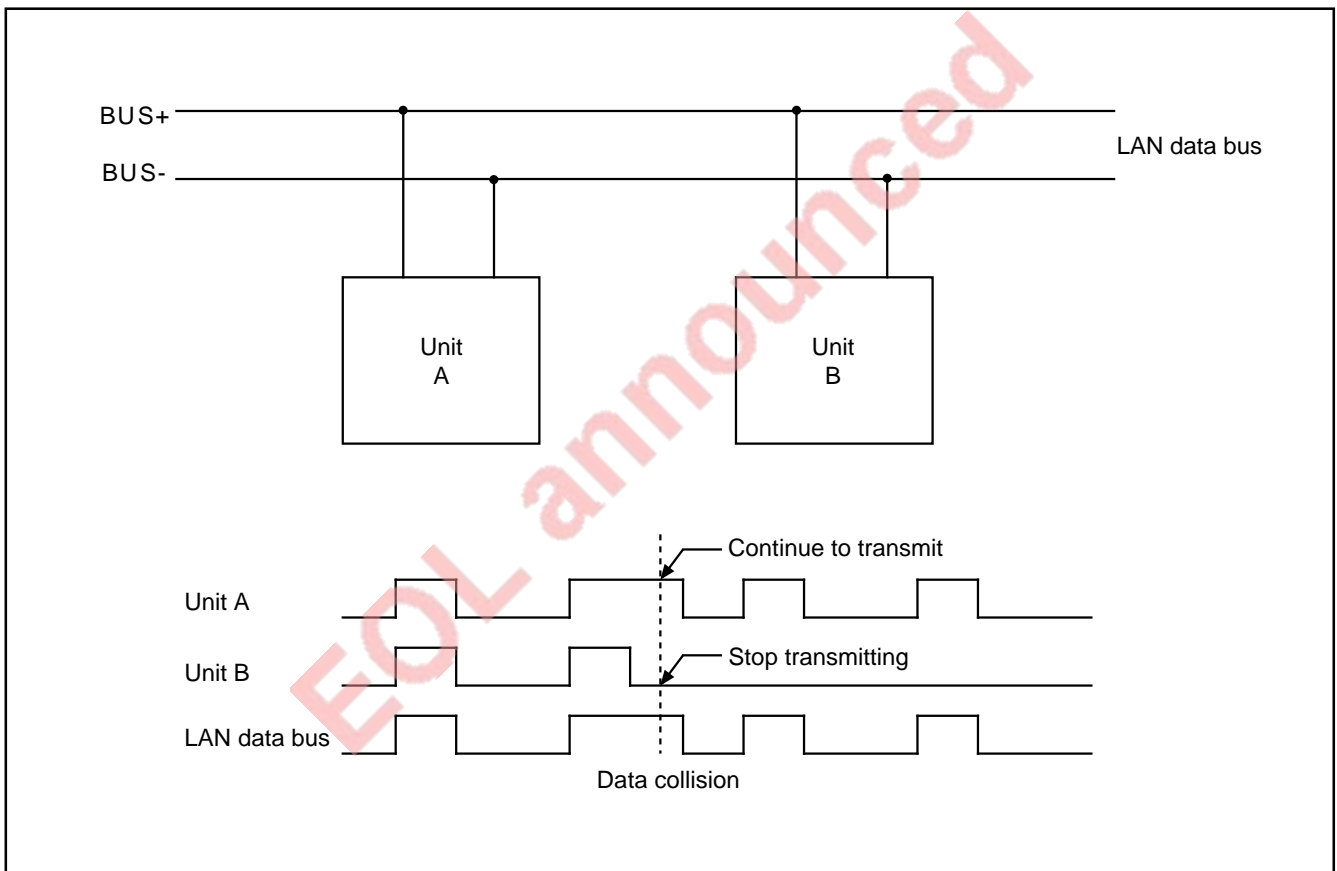 BUS+
LAN data bus
BUS-
Unit
A
Unit
B
EOL announced
Continue to transmit
Unit A
Stop transmitting
Unit B
LAN data bus
Data collision